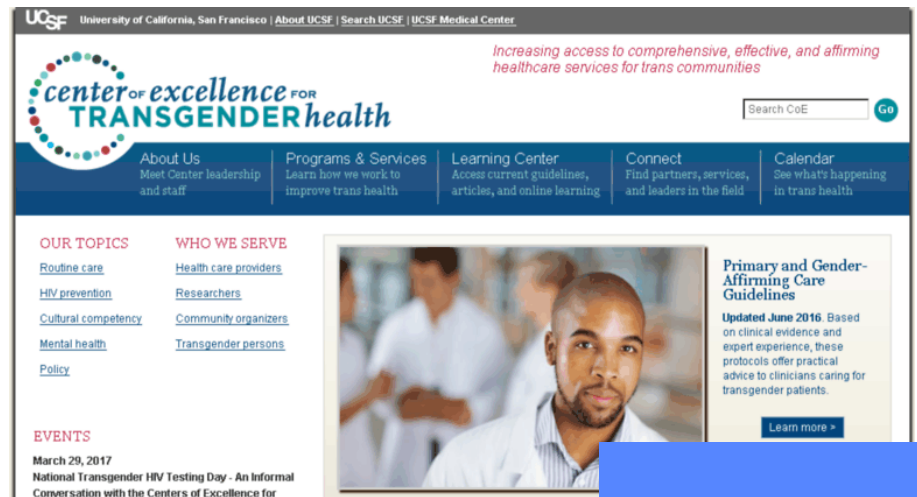 UCSF University of California, San Francisco | About UCSF | Search UCSF | UCSF Medical Center
Increasing access to comprehensive, effective, and affirming
healthcare services for trans communities
center OF excellence FOR
TRANSGENDER health
Search CoE Go
About Us
Meet Center leadership
and staff
Programs & Services
Learn how we work to
improve trans health
Learning Center
Access current guidelines,
articles, and online learning
Connect
Find partners, services,
and leaders in the field
Calendar
See what's happening
in trans health
OUR TOPICS
Routine care
HIV prevention
Cultural competency
Mental health
Policy
WHO WE SERVE
Health care providers
Researchers
Community organizers
Transgender persons
Primary and Gender-
Affirming Care
Guidelines
Updated June 2016. Based
on clinical evidence and
expert experience, these
protocols offer practical
advice to clinicians caring for
transgender patients.
Learn more >
EVENTS
March 29, 2017
National Transgender HIV Testing Day - An Informal
Conversation with the Centers of Excellence for